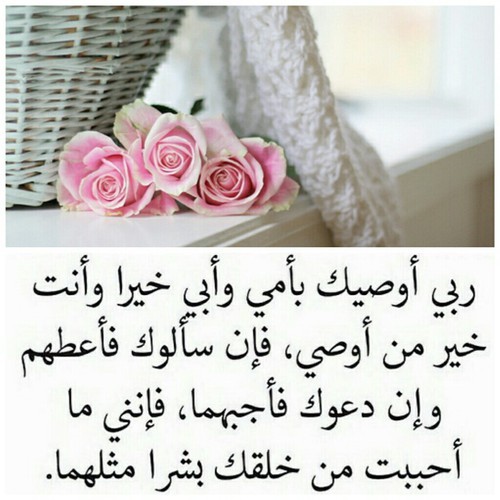 ربي أوصيك بأمي وأبي خيرا وأنت
خير من أوصي، فإن سألوك فأعطهم
وإن دعوك فأجبهما، فإنني ما
أحببت من خلقك بشرا مثلهما.